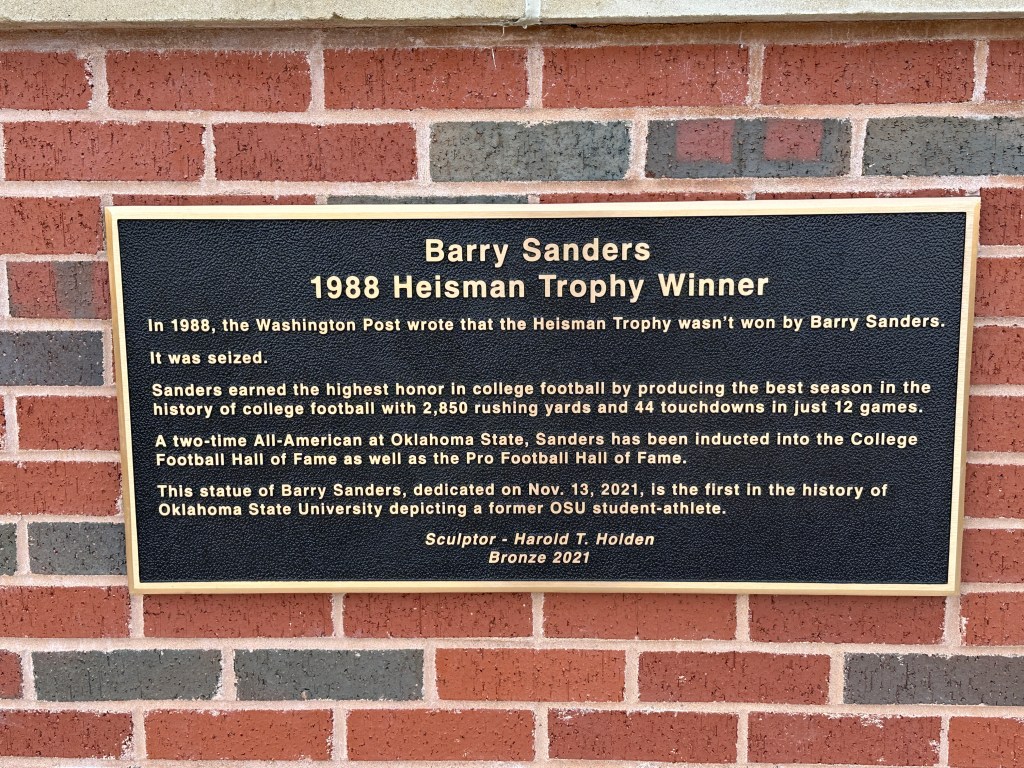 Barry Sanders
1988 Heisman Trophy Winner
In 1988, the Washington Post wrote that the Heisman Trophy wasn't won by Barry Sanders.
It was seized.
Sanders earned the highest honor in college football by producing the best season in the
history of college football with 2,850 rushing yards and 44 touchdowns in just 12 games.
A two-time All-American at Oklahoma State, Sanders has been inducted into the College
Football Hall of Fame as well as the Pro Football Hall of Fame.
This statue of Barry Sanders, dedicated on Nov. 13, 2021, is the first in the history of
Oklahoma State University depicting a former OSU student-athlete.
Sculptor - Harold T. Holden
Bronze 2021